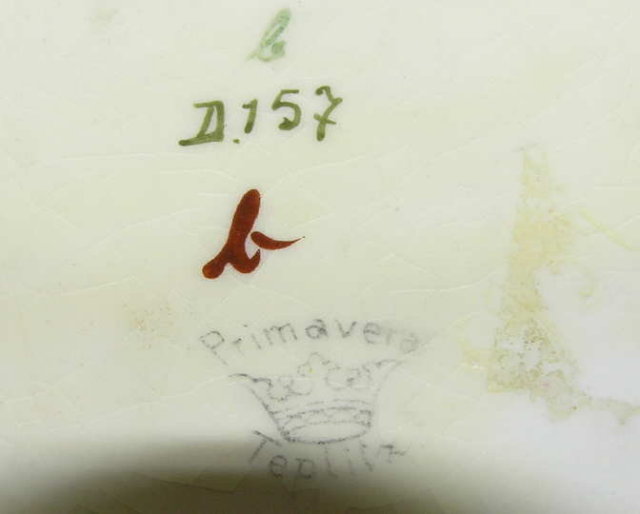 b
D.157
b
Primavera
Teplitz